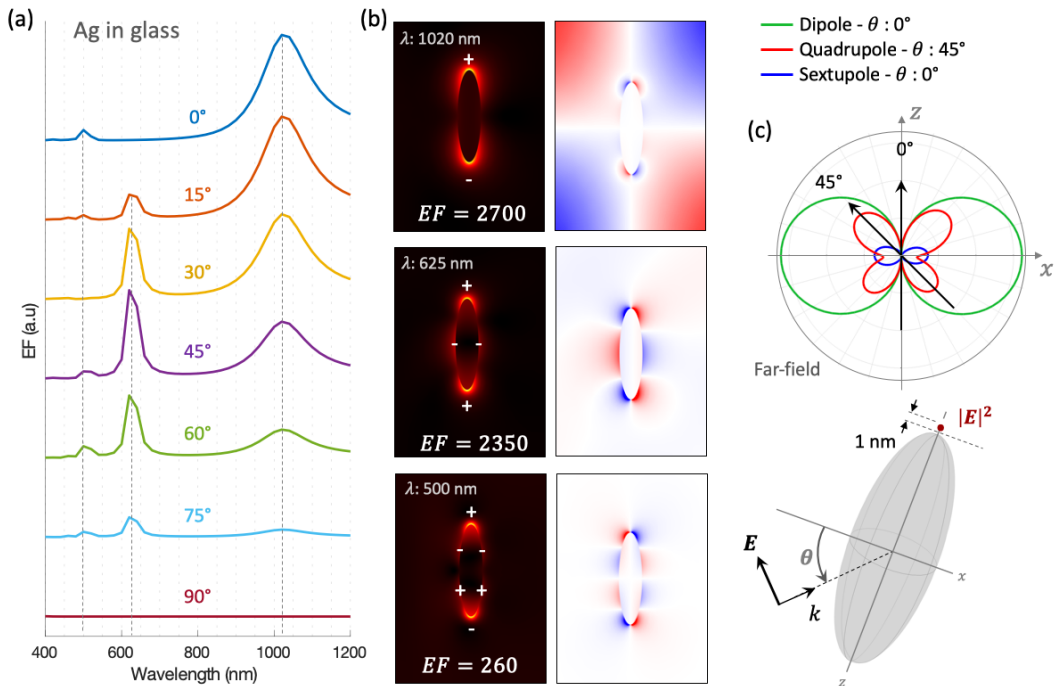 (a)
Ag in glass
0°
15°
30°
45°
60°
75°
90°
EF (a.u)
400
600
800
1000
1200
Wavelength (nm)
(b)
λ: 1020 nm
+
-
EF = 2700
λ: 625 nm
+
- -
+
EF = 2350
λ: 500 nm
+
- -
+ +
-
EF = 260
Dipole - θ : 0°
Quadrupole - θ : 45°
Sextupole - θ : 0°
(c)
z
0°
45°
x
Far-field
|E|²
1 nm
E
θ
k
x
z